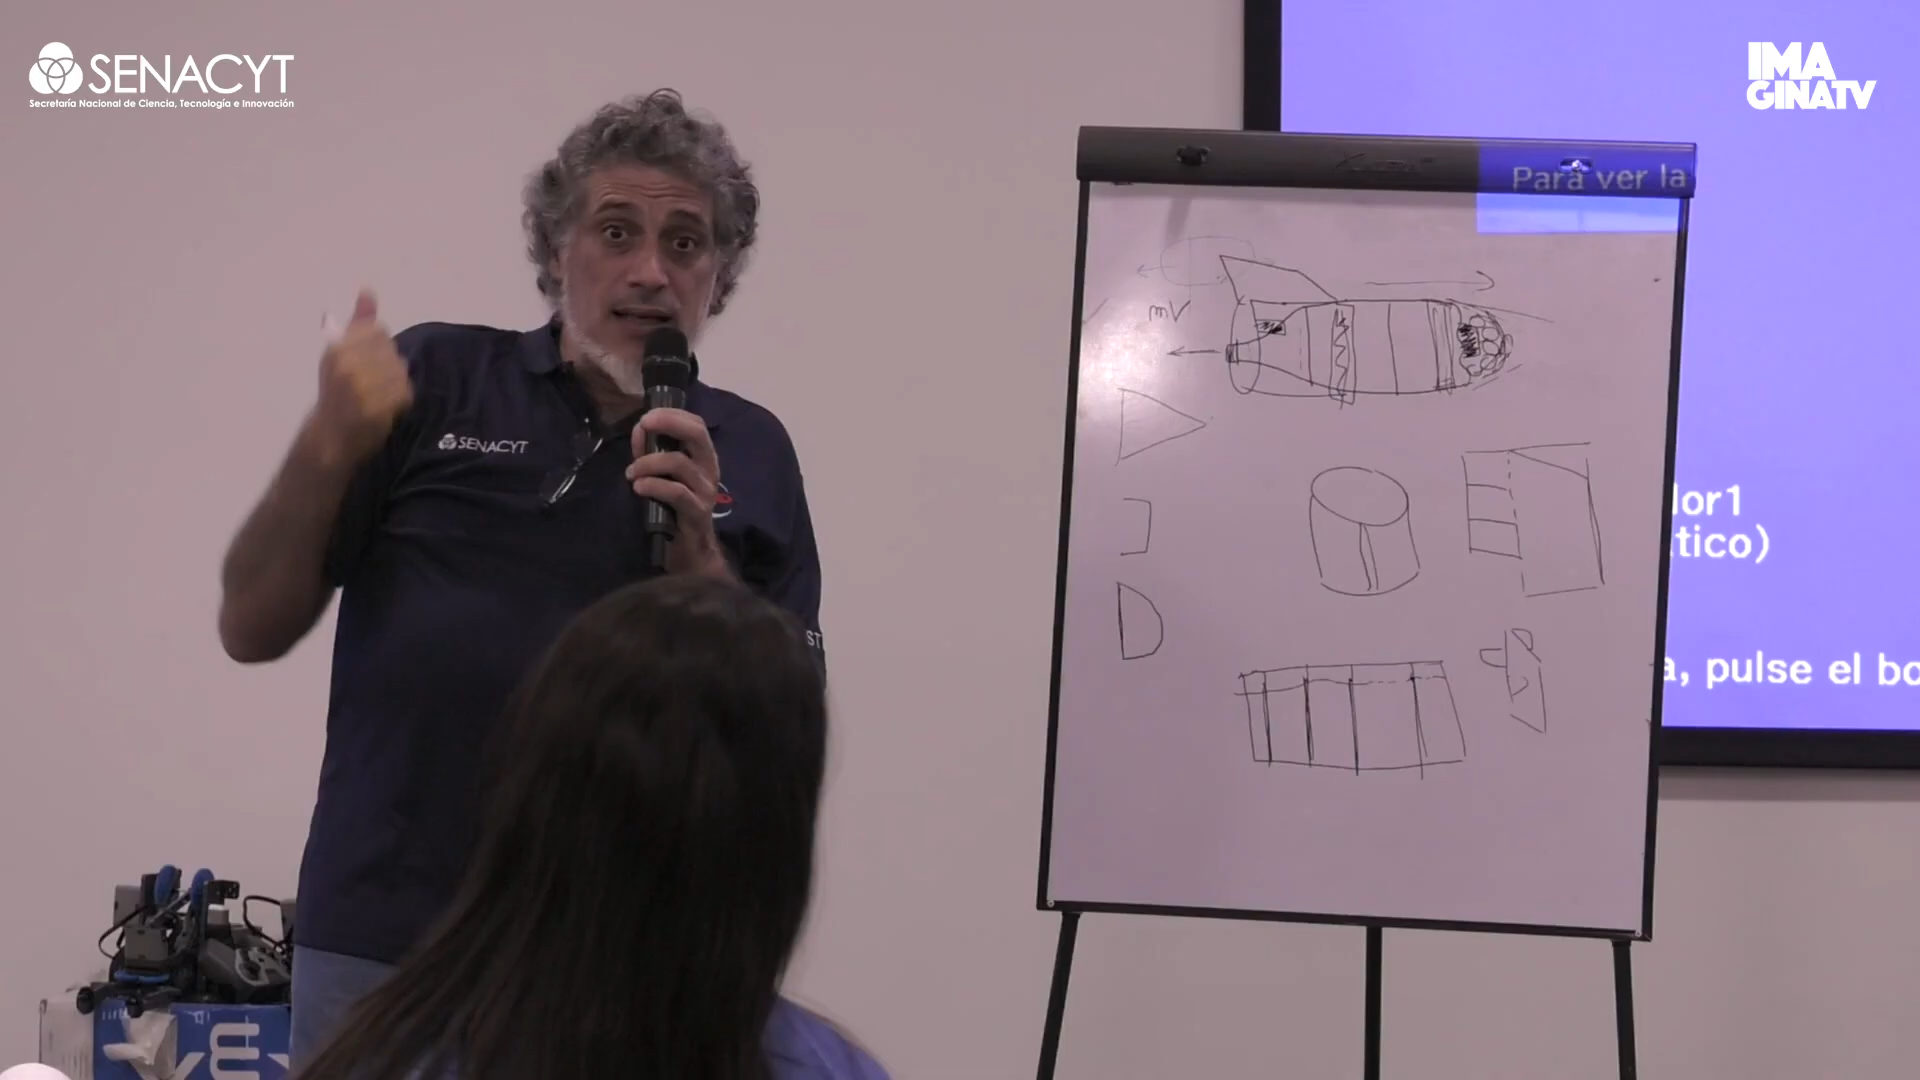 SENACYT
Secretaría Nacional de Ciencia, Tecnología e Innovación
IMA
GINATV
Para ver la
mV
SENACYT
lor1
tico)
a, pulse el bo
ST